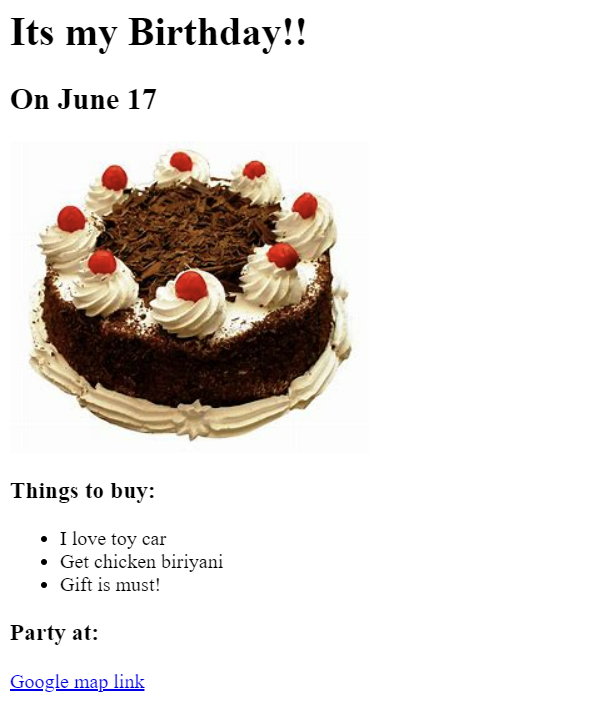 Its my Birthday!!
On June 17
Things to buy:
I love toy car
Get chicken biriyani
Gift is must!
Party at:
Google map link